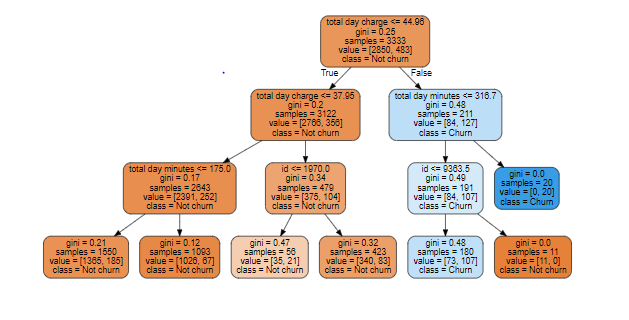 total day charge <= 44.96
gini = 0.25
samples = 3333
value = [2850, 483]
class = Not churn
True
False
total day charge <= 37.95
gini = 0.2
samples = 3122
value = [2766, 356]
class = Not churn
total day minutes <= 316.7
gini = 0.48
samples = 211
value = [84, 127]
class = Churn
total day minutes <= 175.0
gini = 0.17
samples = 2643
value = [2391, 252]
class = Not churn
id <= 1970.0
gini = 0.34
samples = 479
value = [375, 104]
class = Not churn
id <= 9363.5
gini = 0.49
samples = 191
value = [84, 107]
class = Churn
gini = 0.0
samples = 20
value = [0, 20]
class = Churn
gini = 0.21
samples = 1550
value = [1365, 185]
class = Not churn
gini = 0.12
samples = 1093
value = [1026, 67]
class = Not churn
gini = 0.47
samples = 56
value = [35, 21]
class = Not churn
gini = 0.32
samples = 423
value = [340, 83]
class = Not churn
gini = 0.48
samples = 180
value = [73, 107]
class = Churn
gini = 0.0
samples = 11
value = [11, 0]
class = Not churn